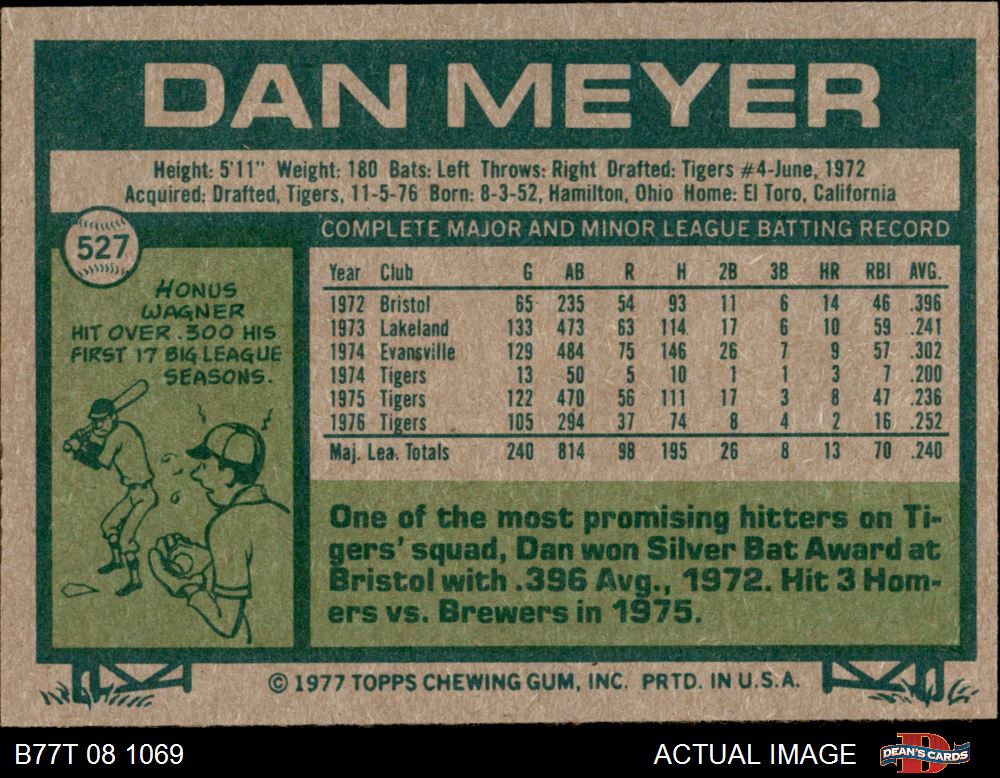 DAN MEYER
Height: 5'11" Weight: 180 Bats: Left Throws: Right Drafted: Tigers #4-June, 1972
Acquired: Drafted, Tigers, 11-5-76 Born: 8-3-52, Hamilton, Ohio Home: El Toro, California
527
HONUS
WAGNER
HIT OVER .300 HIS
FIRST 17 BIG LEAGUE
SEASONS.
COMPLETE MAJOR AND MINOR LEAGUE BATTING RECORD
Year Club G AB R H 2B 3B HR RBI AVG.
1972 Bristol 65 235 54 93 11 6 14 46 .396
1973 Lakeland 133 473 63 114 17 6 10 59 .241
1974 Evansville 129 484 75 146 26 7 9 57 .302
1974 Tigers 13 50 5 10 1 1 3 7 .200
1975 Tigers 122 470 56 111 17 3 8 47 .236
1976 Tigers 105 294 37 74 8 4 2 16 .252
Maj. Lea. Totals 240 814 98 195 26 8 13 70 .240
One of the most promising hitters on Ti-
gers' squad, Dan won Silver Bat Award at
Bristol with .396 Avg., 1972. Hit 3 Hom-
ers vs. Brewers in 1975.
© 1977 TOPPS CHEWING GUM, INC. PRTD. IN U.S.A.
B77T 08 1069
ACTUAL IMAGE
DEAN'S CARDS